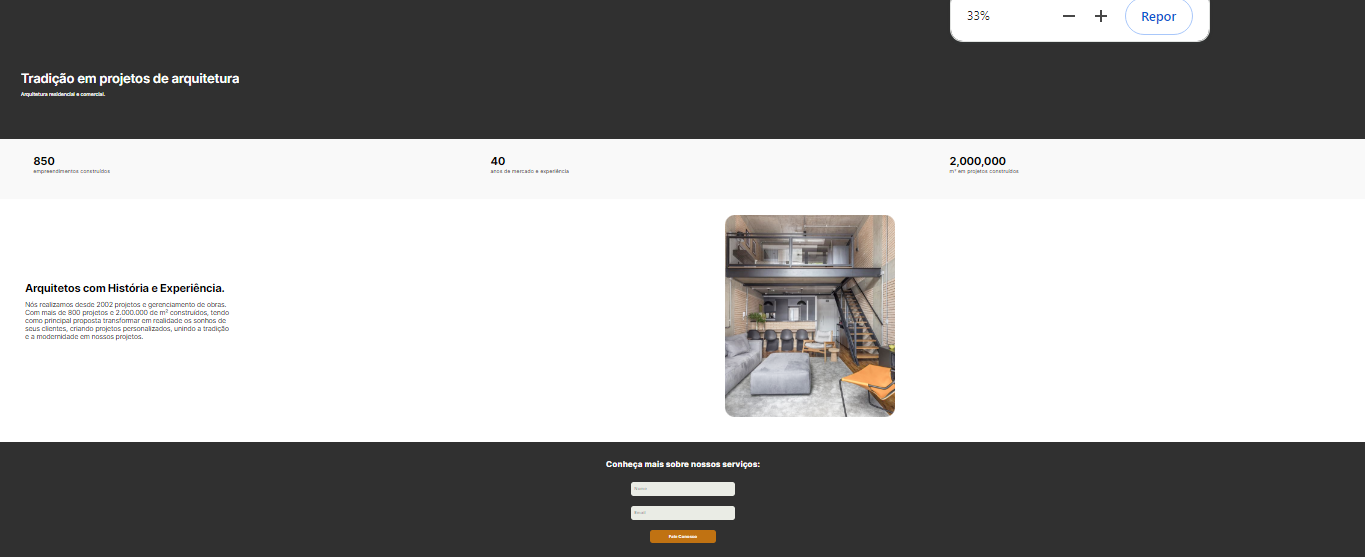 33%
Repor
Tradição em projetos de arquitetura
Arquitetura residencial e comercial.
850
empreendimentos construídos
40
anos de mercado e experiência
2,000,000
m² em projetos construídos
Arquitetos com História e Experiência.
Nós realizamos desde 2002 projetos e gerenciamento de obras.
Com mais de 800 projetos e 2.000.000 de m² construídos, tendo
como principal proposta transformar em realidade os sonhos de
seus clientes, criando projetos personalizados, unindo a tradição
e a modernidade em nossos projetos.
Conheça mais sobre nossos serviços:
Nome
Email
Fale Conosco